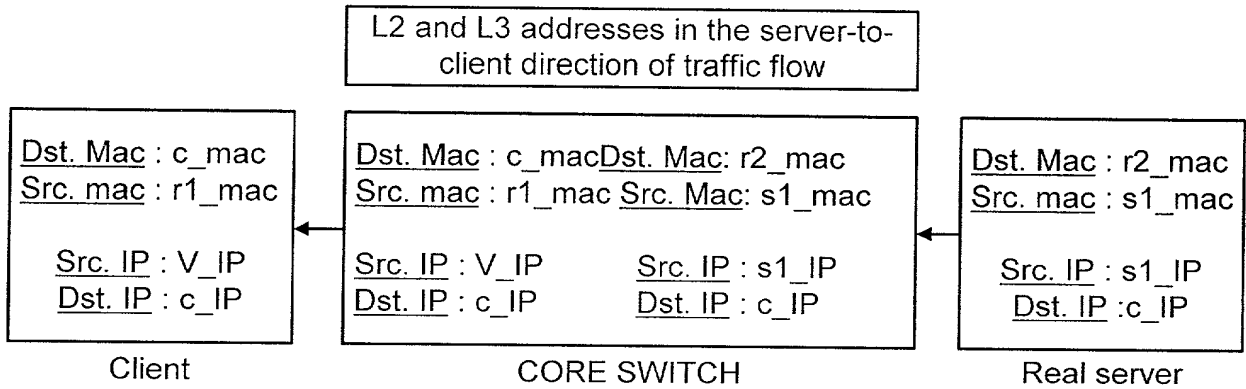 L2 and L3 addresses in the server-to-
client direction of traffic flow
Dst. Mac : c_mac
Src. mac : r1_mac
Src. IP : V_IP
Dst. IP : c_IP
Client
Dst. Mac : c_macDst. Mac: r2_mac
Src. mac : r1_mac Src. Mac: s1_mac
Src. IP : V_IP Src. IP : s1_IP
Dst. IP : c_IP Dst. IP : c_IP
CORE SWITCH
Dst. Mac : r2_mac
Src. mac : s1_mac
Src. IP : s1_IP
Dst. IP :c_IP
Real server